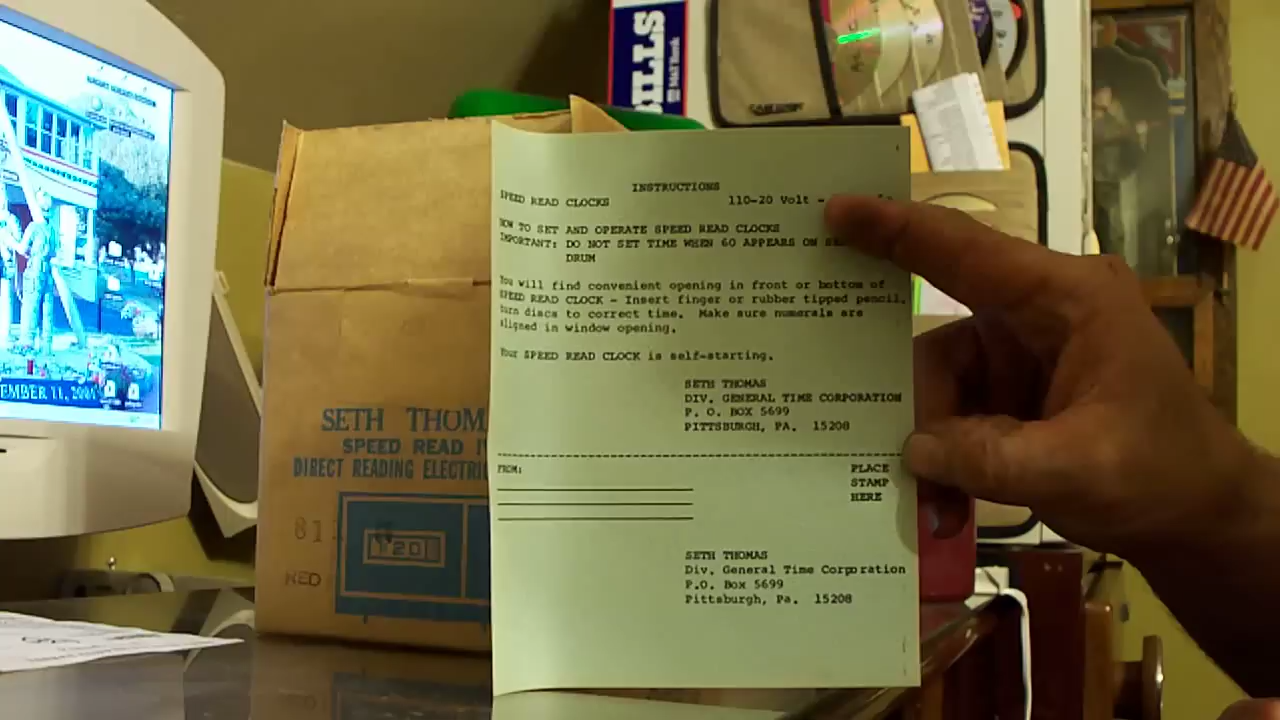 INSTRUCTIONS
SPEED READ CLOCKS 110-20 Volt -
HOW TO SET AND OPERATE SPEED READ CLOCKS
IMPORTANT: DO NOT SET TIME WHEN 60 APPEARS ON
DRUM
You will find convenient opening in front or bottom of
SPEED READ CLOCK - Insert finger or rubber tipped pencil,
turn discs to correct time. Make sure numerals are
aligned in window opening.
Your SPEED READ CLOCK is self-starting.
SETH THOMAS
DIV. GENERAL TIME CORPORATION
P. O. BOX 5699
PITTSBURGH, PA. 15208
FROM:
PLACE
STAMP
HERE
SETH THOMAS
Div. General Time Corporation
P.O. Box 5699
Pittsburgh, Pa. 15208
SETH THOM
SPEED READ
DIRECT READING ELECTRI
811
RED
20
EMBER 11, 200
BILLS
M&T Bank